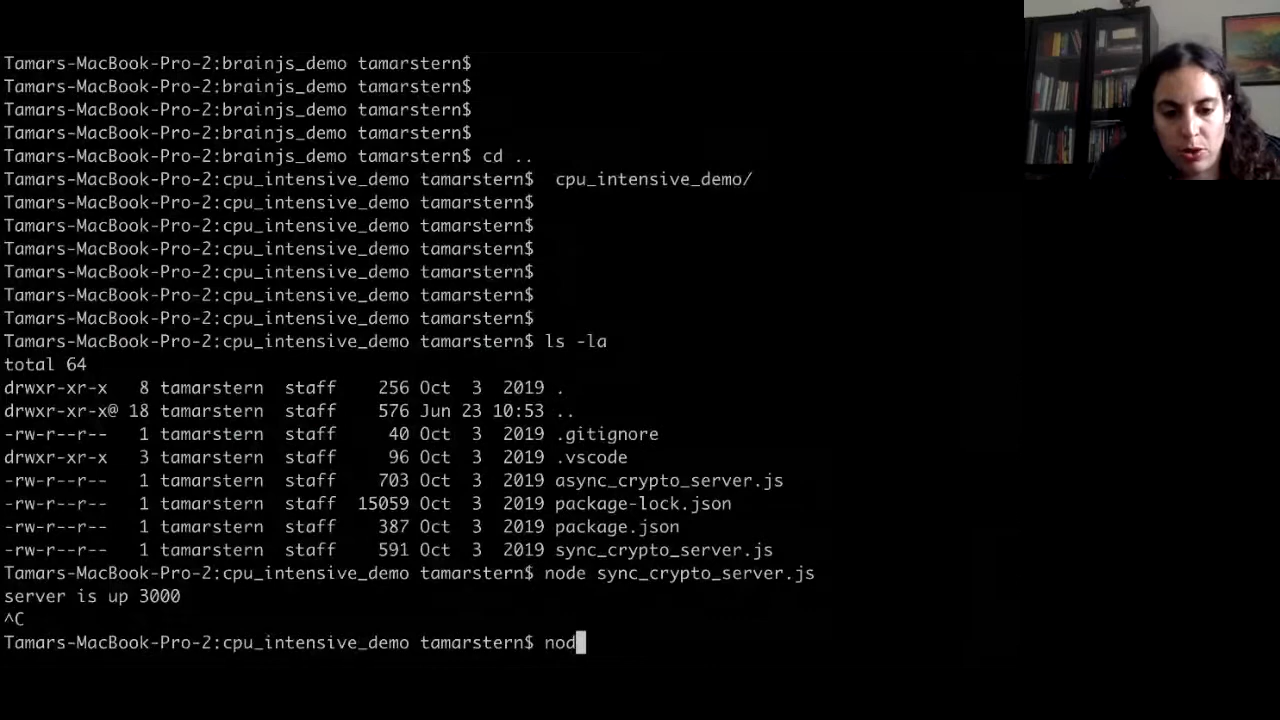 Tamars-MacBook-Pro-2:brainjs_demo tamarstern$
Tamars-MacBook-Pro-2:brainjs_demo tamarstern$
Tamars-MacBook-Pro-2:brainjs_demo tamarstern$
Tamars-MacBook-Pro-2:brainjs_demo tamarstern$
Tamars-MacBook-Pro-2:brainjs_demo tamarstern$ cd ..
Tamars-MacBook-Pro-2:cpu_intensive_demo tamarstern$  cpu_intensive_demo/
Tamars-MacBook-Pro-2:cpu_intensive_demo tamarstern$
Tamars-MacBook-Pro-2:cpu_intensive_demo tamarstern$
Tamars-MacBook-Pro-2:cpu_intensive_demo tamarstern$
Tamars-MacBook-Pro-2:cpu_intensive_demo tamarstern$
Tamars-MacBook-Pro-2:cpu_intensive_demo tamarstern$
Tamars-MacBook-Pro-2:cpu_intensive_demo tamarstern$
Tamars-MacBook-Pro-2:cpu_intensive_demo tamarstern$ ls -la
total 64
drwxr-xr-x   8 tamarstern  staff    256 Oct  3  2019 .
drwxr-xr-x@ 18 tamarstern  staff    576 Jun 23 10:53 ..
-rw-r--r--   1 tamarstern  staff     40 Oct  3  2019 .gitignore
drwxr-xr-x   3 tamarstern  staff     96 Oct  3  2019 .vscode
-rw-r--r--   1 tamarstern  staff    703 Oct  3  2019 async_crypto_server.js
-rw-r--r--   1 tamarstern  staff  15059 Oct  3  2019 package-lock.json
-rw-r--r--   1 tamarstern  staff    387 Oct  3  2019 package.json
-rw-r--r--   1 tamarstern  staff    591 Oct  3  2019 sync_crypto_server.js
Tamars-MacBook-Pro-2:cpu_intensive_demo tamarstern$ node sync_crypto_server.js
server is up 3000
^C
Tamars-MacBook-Pro-2:cpu_intensive_demo tamarstern$ nod